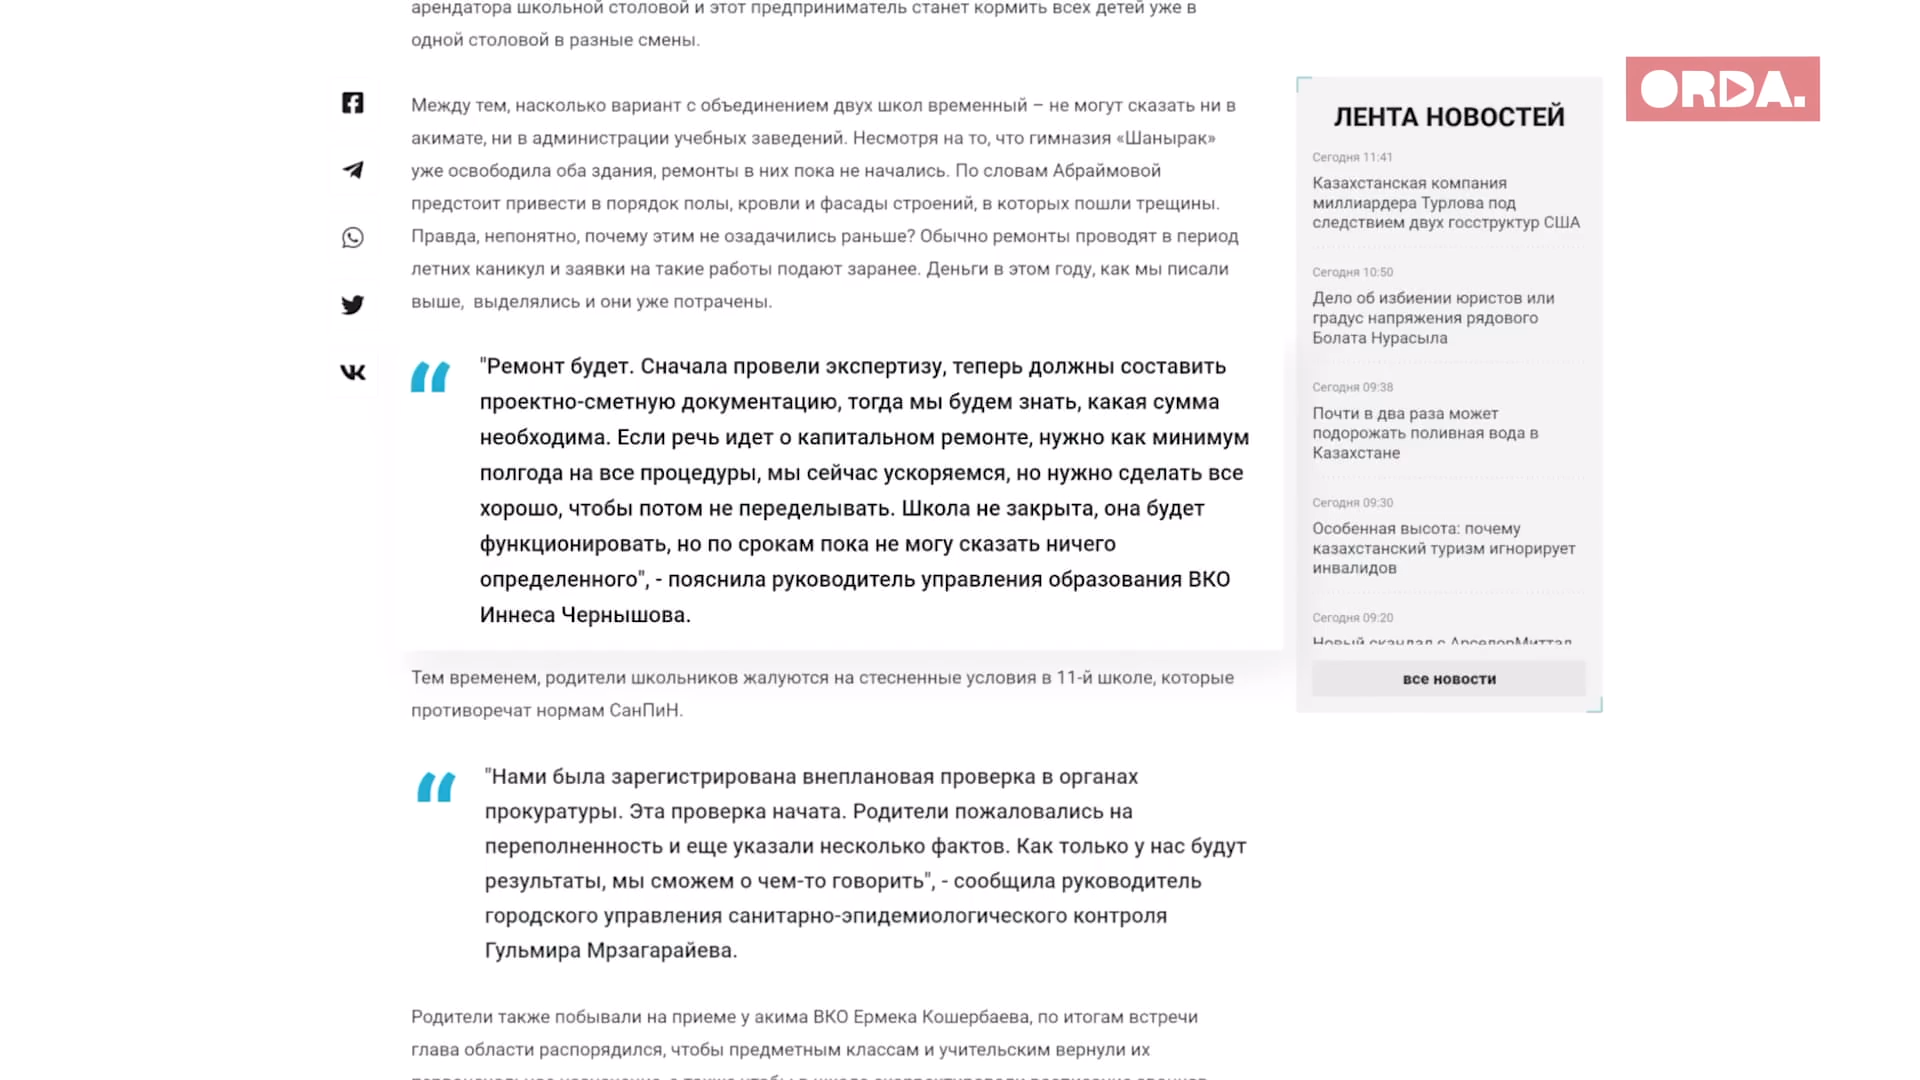 арендатора школьной столовой и этот предприниматель станет кормить всех детей уже в
одной столовой в разные смены.
Между тем, насколько вариант с объединением двух школ временный – не могут сказать ни в
акимате, ни в администрации учебных заведений. Несмотря на то, что гимназия «Шанырак»
уже освободила оба здания, ремонты в них пока не начались. По словам Абраймовой
предстоит привести в порядок полы, кровли и фасады строений, в которых пошли трещины.
Правда, непонятно, почему этим не озадачились раньше? Обычно ремонты проводят в период
летних каникул и заявки на такие работы подают заранее. Деньги в этом году, как мы писали
выше, выделялись и они уже потрачены.
"Ремонт будет. Сначала провели экспертизу, теперь должны составить
проектно-сметную документацию, тогда мы будем знать, какая сумма
необходима. Если речь идет о капитальном ремонте, нужно как минимум
полгода на все процедуры, мы сейчас ускоряемся, но нужно сделать все
хорошо, чтобы потом не переделывать. Школа не закрыта, она будет
функционировать, но по срокам пока не могу сказать ничего
определенного", - пояснила руководитель управления образования ВКО
Иннеса Чернышова.
Тем временем, родители школьников жалуются на стесненные условия в 11-й школе, которые
противоречат нормам СанПиН.
"Нами была зарегистрирована внеплановая проверка в органах
прокуратуры. Эта проверка начата. Родители пожаловались на
переполненность и еще указали несколько фактов. Как только у нас будут
результаты, мы сможем о чем-то говорить", - сообщила руководитель
городского управления санитарно-эпидемиологического контроля
Гульмира Мрзагарайева.
Родители также побывали на приеме у акима ВКО Ермека Кошербаева, по итогам встречи
глава области распорядился, чтобы предметным классам и учительским вернули их
ЛЕНТА НОВОСТЕЙ
Сегодня 11:41
Казахстанская компания
миллиардера Турлова под
следствием двух госструктур США
Сегодня 10:50
Дело об избиении юристов или
градус напряжения рядового
Болата Нурасыла
Сегодня 09:38
Почти в два раза может
подорожать поливная вода в
Казахстане
Сегодня 09:30
Особенная высота: почему
казахстанский туризм игнорирует
инвалидов
Сегодня 09:20
Новый скандал с АрселорМиттал
все новости
ORDA.